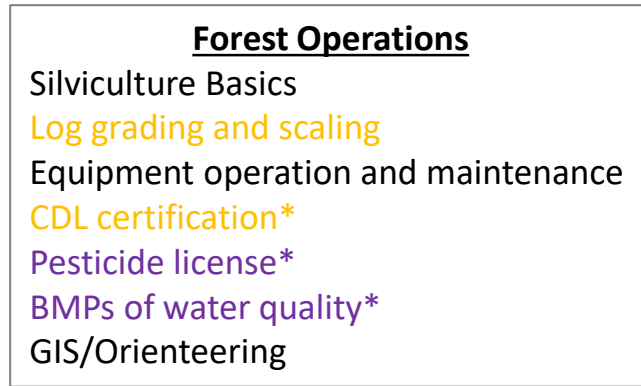 Forest Operations
Silviculture Basics
Log grading and scaling
Equipment operation and maintenance
CDL certification*
Pesticide license*
BMPs of water quality*
GIS/Orienteering